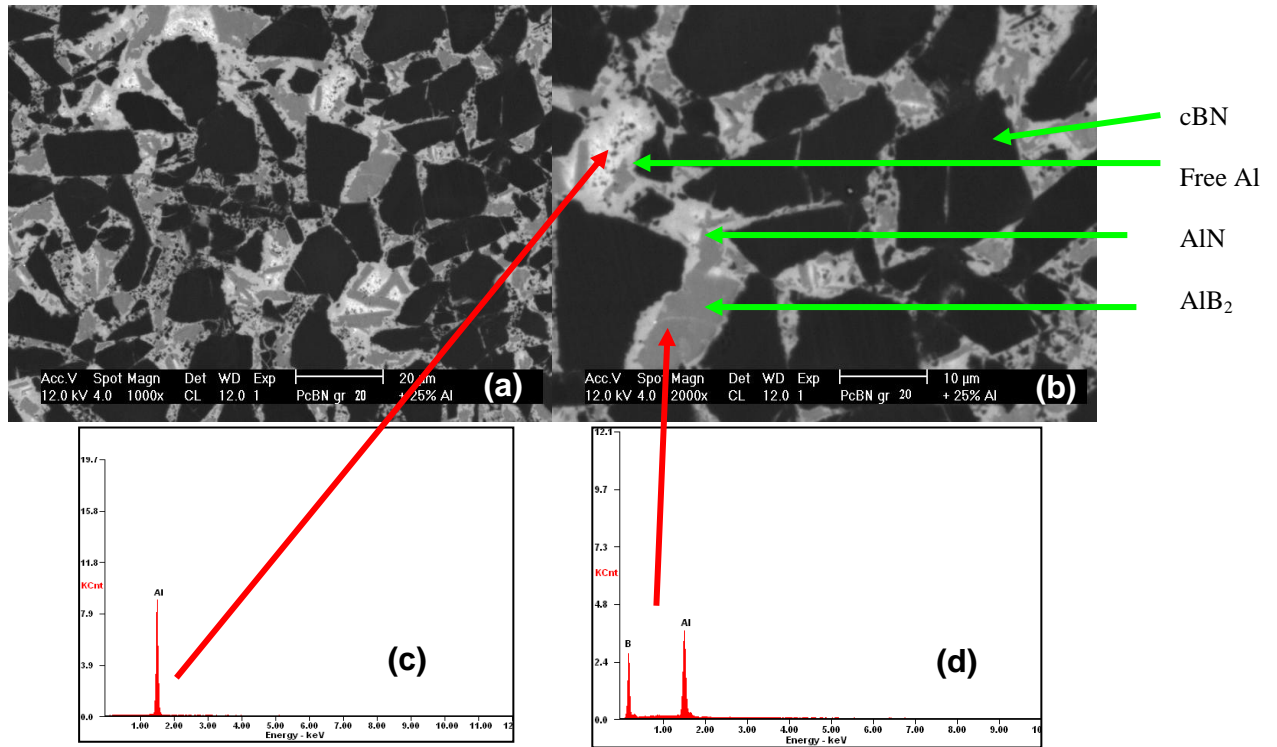 cBN
Free Al
AlN
AlB₂
Acc.V Spot Magn Det WD Exp 20 µm
12.0 kV 4.0 1000x CL 12.0 1 PcBN gr 20 + 25% Al
(a)
Acc.V Spot Magn Det WD Exp 10 µm
12.0 kV 4.0 2000x CL 12.0 1 PcBN gr 20 + 25% Al
(b)
19.7
15.8
11.8
KCnt
7.9
3.9
0.0
Al
(c)
1.00 2.00 3.00 4.00 5.00 6.00 7.00 8.00 9.00 10.00 11.00 12
Energy - keV
12.1
9.7
7.3
KCnt
4.8
2.4
0.0
B
Al
(d)
1.00 2.00 3.00 4.00 5.00 6.00 7.00 8.00 9.00 10
Energy - keV